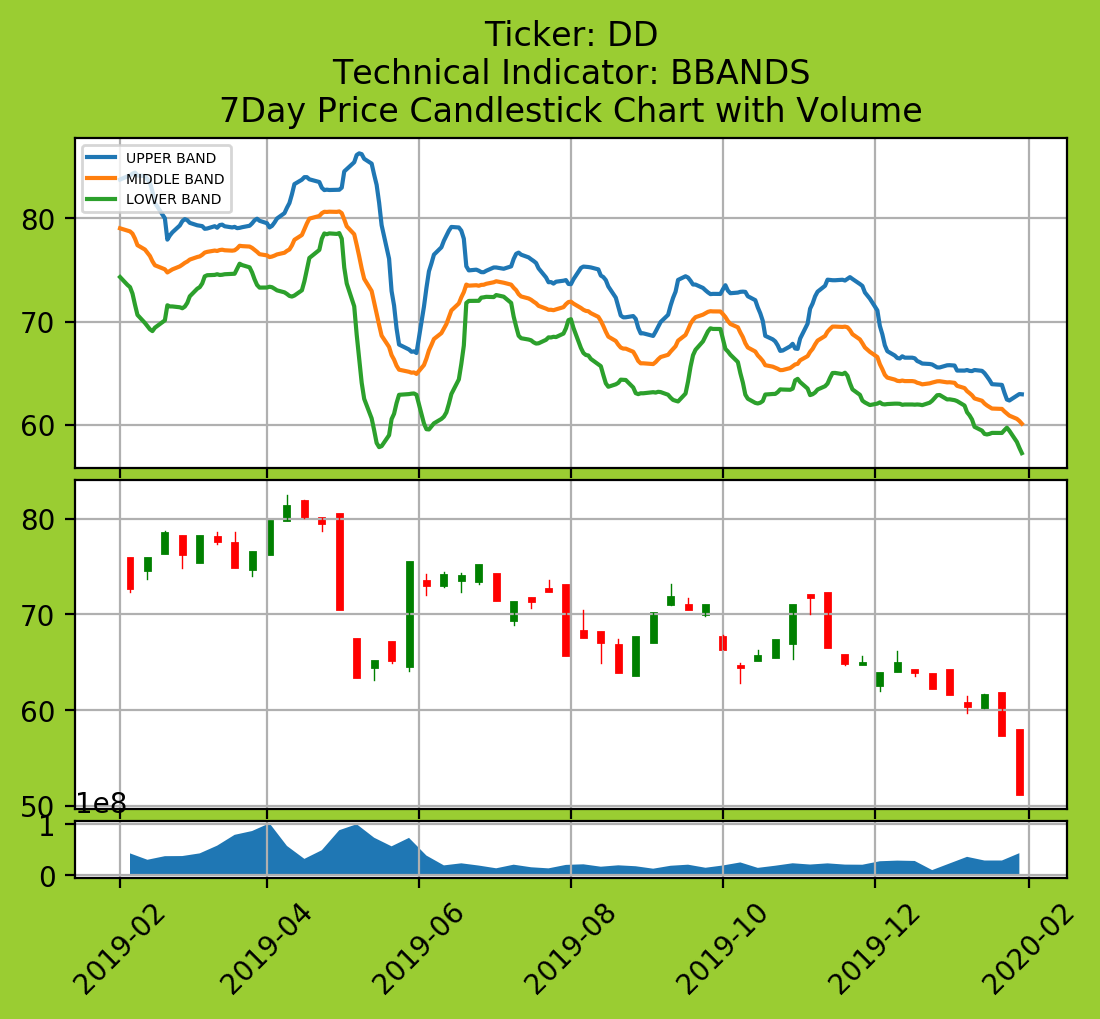 Ticker: DD
Technical Indicator: BBANDS
7Day Price Candlestick Chart with Volume
UPPER BAND
MIDDLE BAND
LOWER BAND
80
70
60
80
70
60
50
1e8
1
0
2019-02
2019-04
2019-06
2019-08
2019-10
2019-12
2020-02